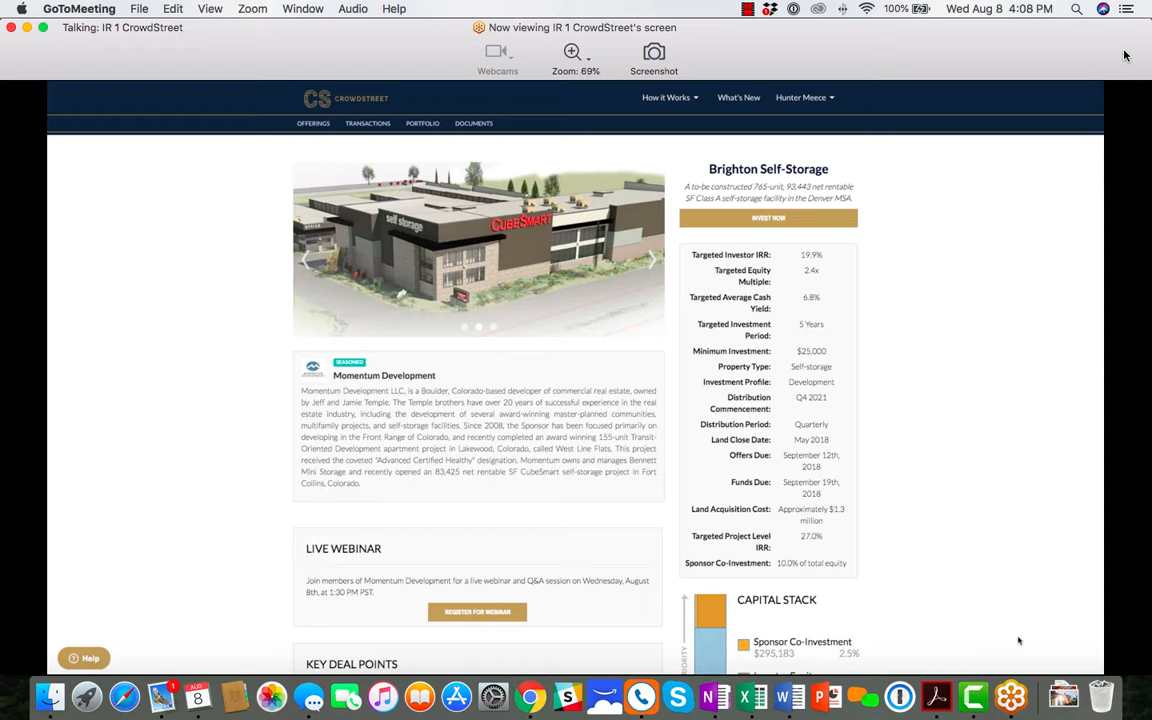 GoToMeeting File Edit View Zoom Window Audio Help 100% Wed Aug 8 4:08 PM
Talking: IR 1 CrowdStreet
Now viewing IR 1 CrowdStreet's screen
Webcams
Zoom: 69%
Screenshot
CS CROWDSTREET
How it Works What's New Hunter Meece
OFFERINGS TRANSACTIONS PORTFOLIO DOCUMENTS
self storage
CUBESMART
Brighton Self-Storage
A to-be constructed 765-unit, 93,443 net rentable
SF Class A self-storage facility in the Denver MSA.
INVEST NOW
Targeted Investor IRR: 19.9%
Targeted Equity 2.4x
Multiple:
Targeted Average Cash 6.8%
Yield:
Targeted Investment 5 Years
Period:
Minimum Investment: $25,000
Property Type: Self-storage
Investment Profile: Development
Distribution Q4 2021
Commencement:
Distribution Period: Quarterly
Land Close Date: May 2018
Offers Due: September 12th,
2018
Funds Due: September 19th,
2018
Land Acquisition Cost: Approximately $1.3
million
Targeted Project Level 27.0%
IRR:
Sponsor Co-Investment: 10.0% of total equity
SEASONED
Momentum Development
Momentum Development LLC, is a Boulder, Colorado-based developer of commercial real estate, owned
by Jeff and Jamie Temple. The Temple brothers have over 20 years of successful experience in the real
estate industry, including the development of several award-winning master-planned communities,
multifamily projects, and self-storage facilities. Since 2008, the Sponsor has been focused primarily on
developing in the Front Range of Colorado, and recently completed an award winning 155-unit Transit-
Oriented Development apartment project in Lakewood, Colorado, called West Line Flats. This project
received the coveted "Advanced Certified Healthy" designation. Momentum owns and manages Bennett
Mini Storage and recently opened an 83,425 net rentable SF CubeSmart self-storage project in Fort
Collins, Colorado.
LIVE WEBINAR
Join members of Momentum Development for a live webinar and Q&A session on Wednesday, August
8th, at 1:30 PM PST.
REGISTER FOR WEBINAR
KEY DEAL POINTS
CAPITAL STACK
Sponsor Co-Investment
$295,183 2.5%
Help
1
AUG
8